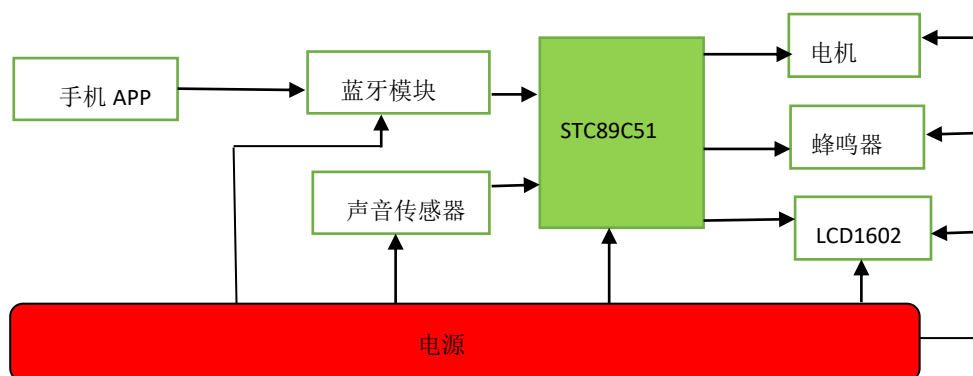 手机 APP
蓝牙模块
声音传感器
STC89C51
电机
蜂鸣器
LCD1602
电源